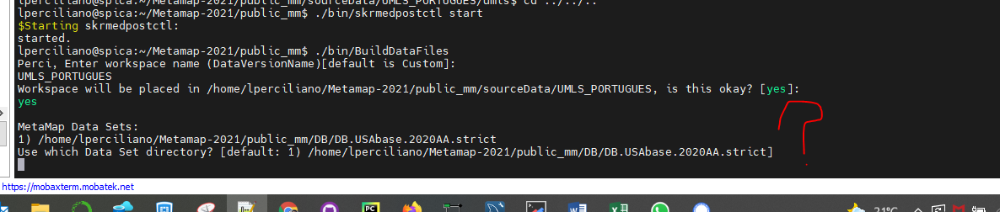 lperciliano@spica:~/Metamap-2021/public_mm/sourceData/UMLS_PORTUGUES/umls$ cd ../../..
lperciliano@spica:~/Metamap-2021/public_mm$ ./bin/skrmedpostctl start
$Starting skrmedpostctl:
started.
lperciliano@spica:~/Metamap-2021/public_mm$ ./bin/BuildDataFiles
Perci, Enter workspace name (DataVersionName)[default is Custom]:
UMLS_PORTUGUES
Workspace will be placed in /home/lperciliano/Metamap-2021/public_mm/sourceData/UMLS_PORTUGUES, is this okay? [yes]:
yes
MetaMap Data Sets:
1) /home/lperciliano/Metamap-2021/public_mm/DB/DB.USAbase.2020AA.strict
Use which Data Set directory? [default: 1) /home/lperciliano/Metamap-2021/public_mm/DB/DB.USAbase.2020AA.strict]
?
https://mobaxterm.mobatek.net
PC
W
X
21°C